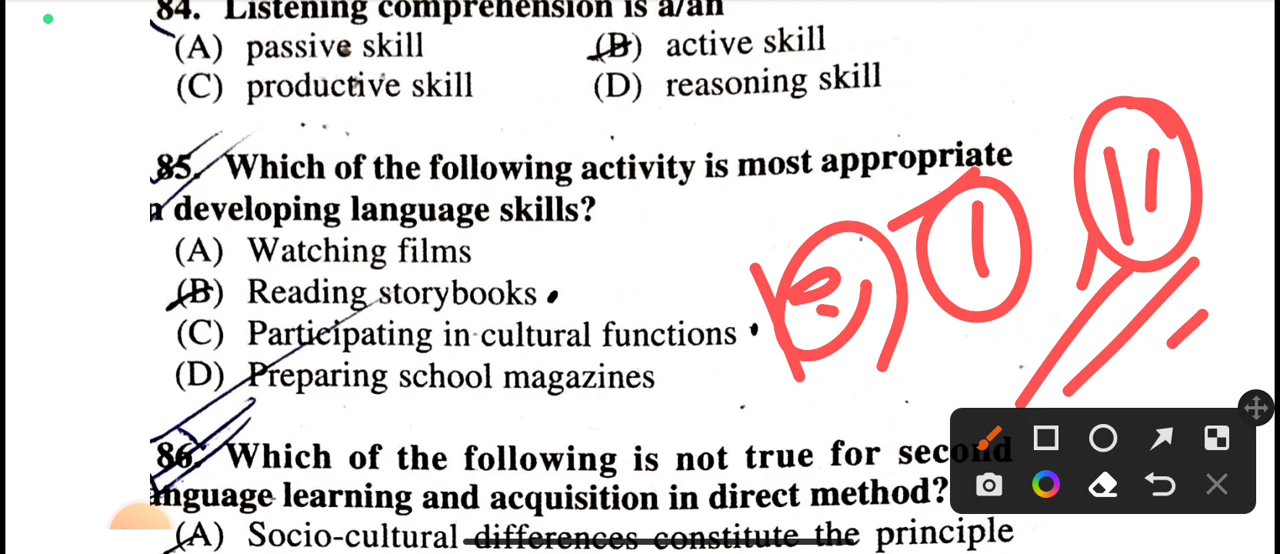 84. Listening comprehension is a/an
(A) passive skill (B) active skill
(C) productive skill (D) reasoning skill
85. Which of the following activity is most appropriate
developing language skills?
(A) Watching films
(B) Reading storybooks
(C) Participating in cultural functions
(D) Preparing school magazines
86. Which of the following is not true for second
language learning and acquisition in direct method?
(A) Socio-cultural differences constitute the principle